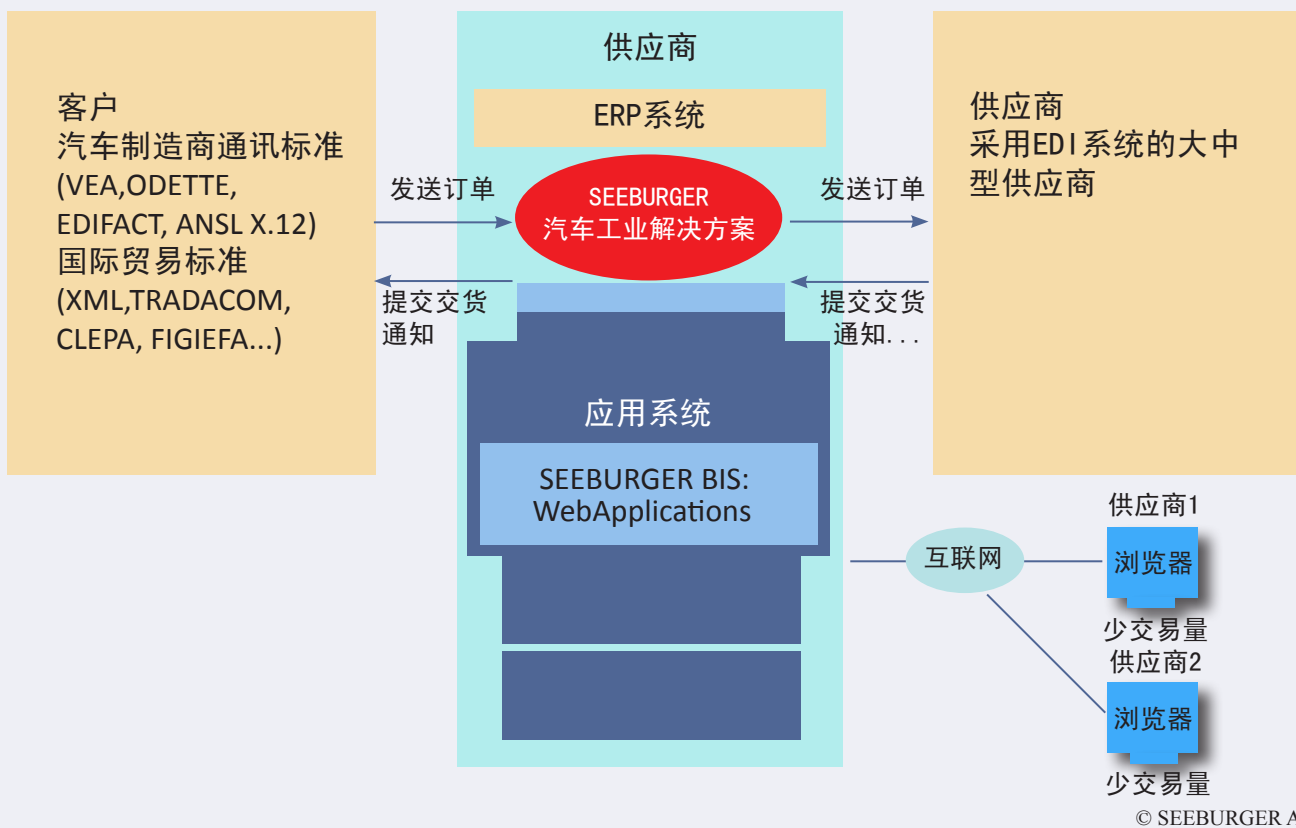 客户
汽车制造商通讯标准
(VEA,ODETTE,
EDIFACT, ANSL X.12)
国际贸易标准
(XML,TRADACOM,
CLEPA, FIGIEFA...)
发送订单
提交交货
通知
供应商
ERP系统
SEEBURGER
汽车工业解决方案
应用系统
SEEBURGER BIS:
WebApplications
发送订单
提交交货
通知...
供应商
采用EDI系统的大中
型供应商
互联网
供应商1
浏览器
少交易量
供应商2
浏览器
少交易量
© SEEBURGER A